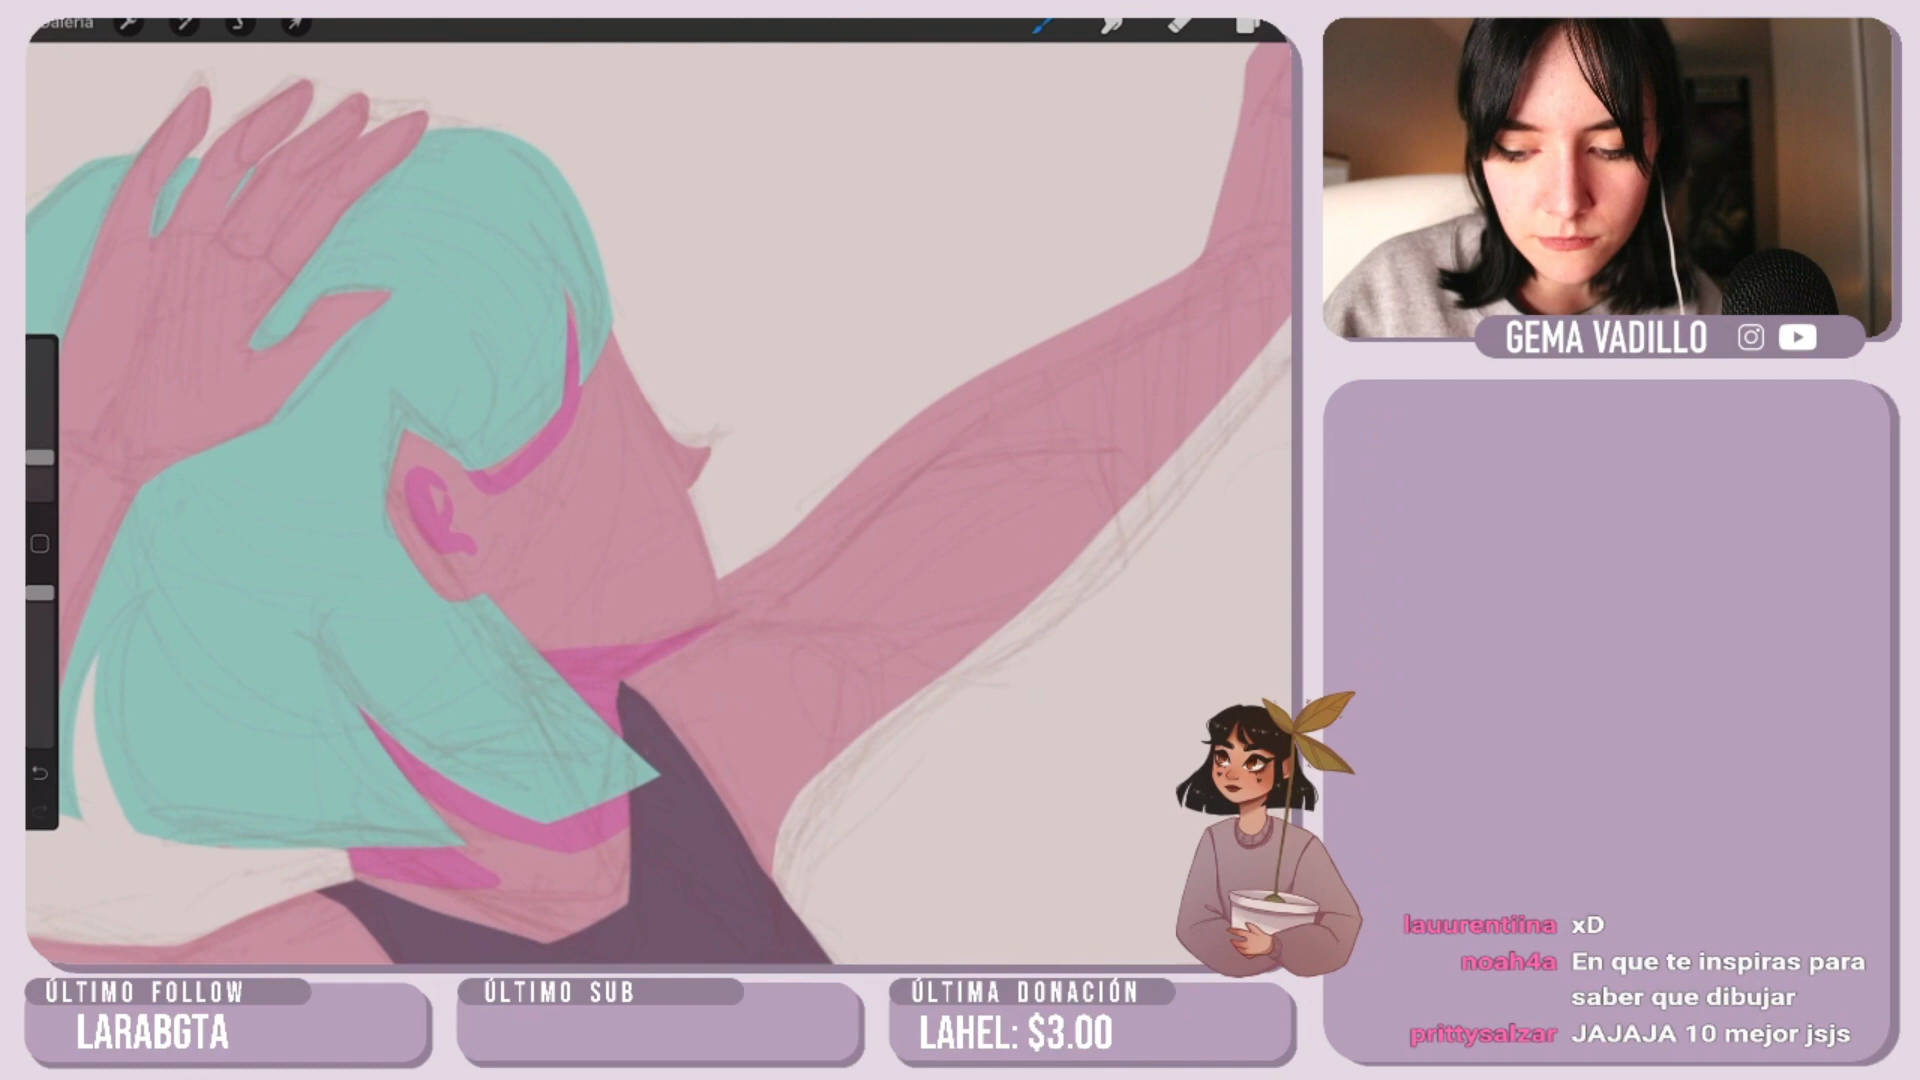 Galería
GEMA VADILLO
lauurentiina xD
noah4a En que te inspiras para
saber que dibujar
prittysalzar JAJAJA 10 mejor jsjs
ÚLTIMO FOLLOW
LARABGTA
ÚLTIMO SUB
ÚLTIMA DONACIÓN
LAHEL: $3.00